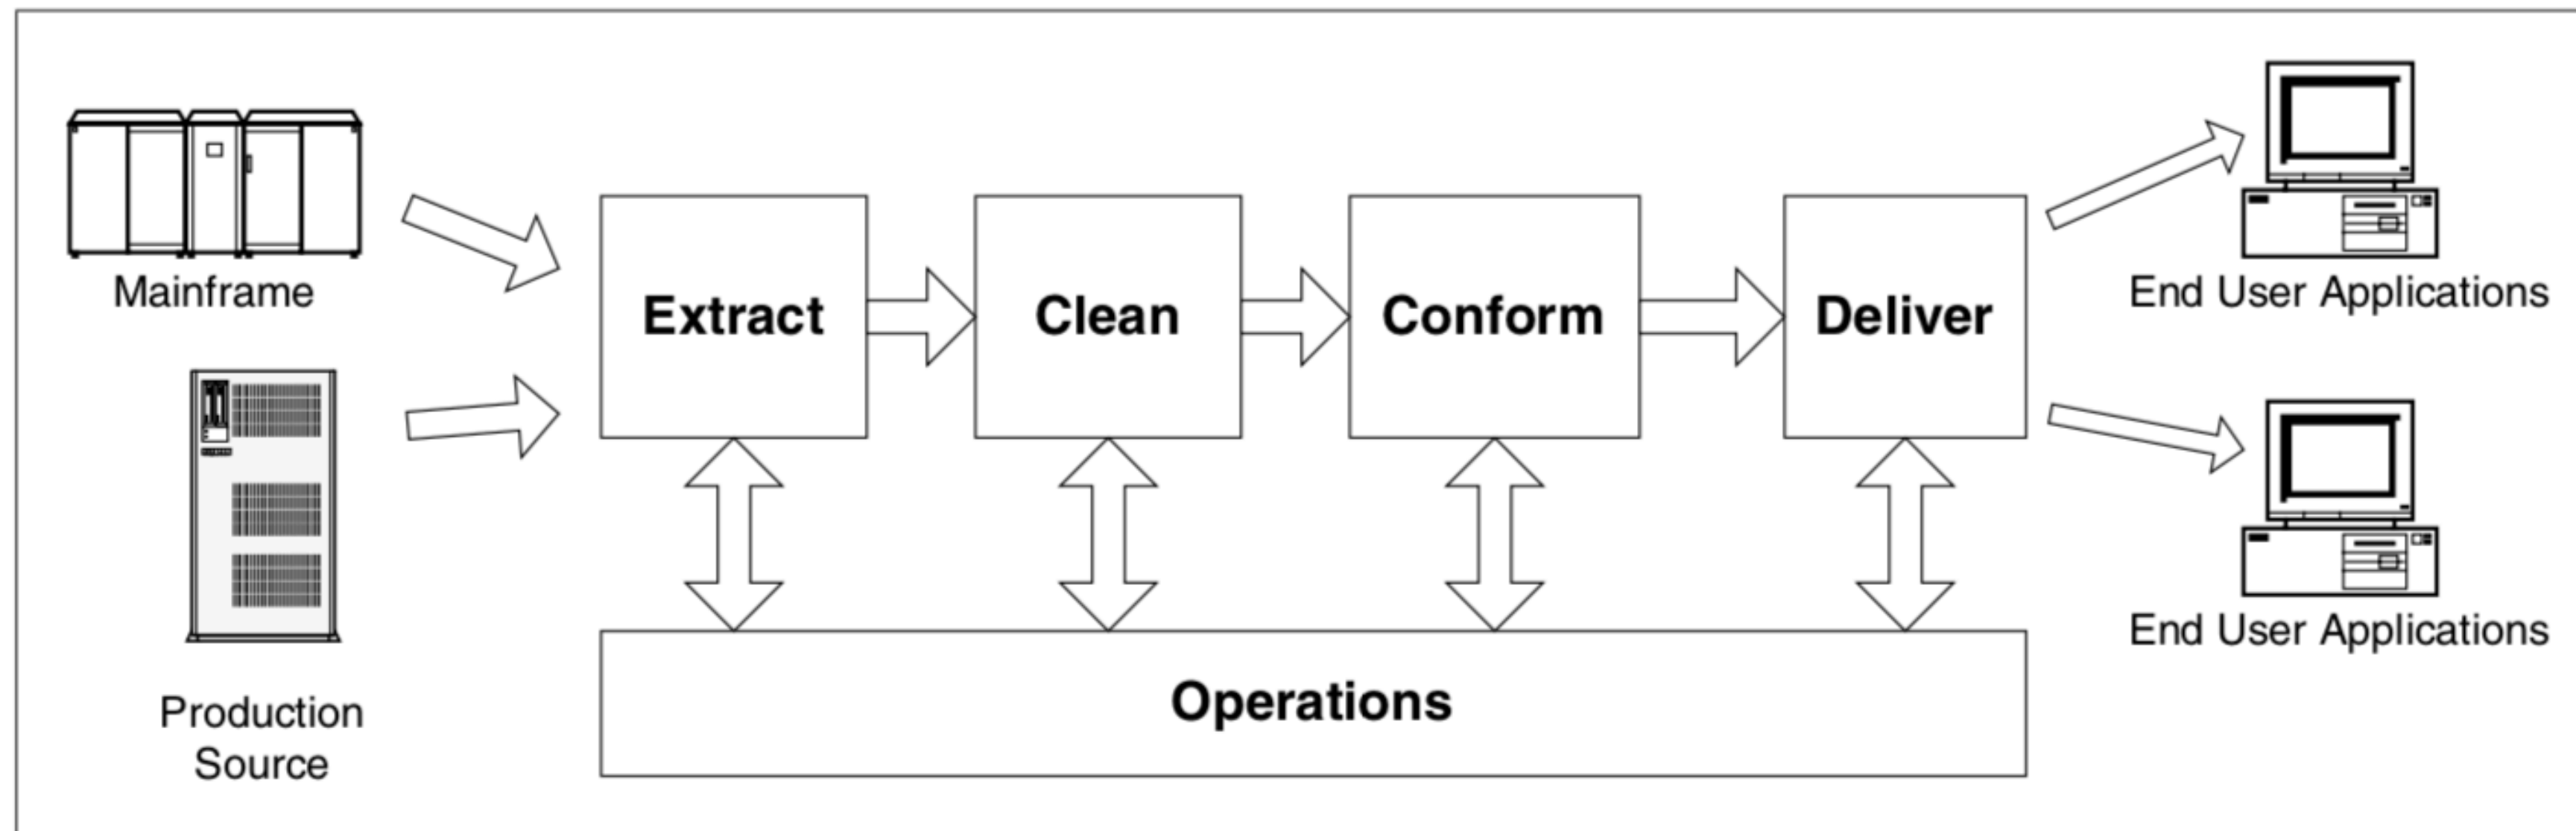 Mainframe
Production
Source
Extract
Clean
Conform
Deliver
Operations
End User Applications
End User Applications